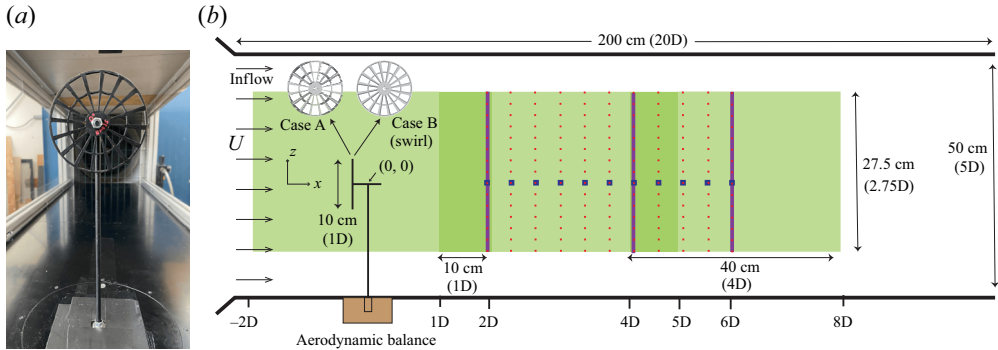 (a)
(b)
200 cm (20D)
Inflow
Case A
Case B
(swirl)
U
z
x
(0, 0)
10 cm
(1D)
27.5 cm
(2.75D)
50 cm
(5D)
10 cm
(1D)
40 cm
(4D)
–2D
1D
2D
4D
5D
6D
8D
Aerodynamic balance